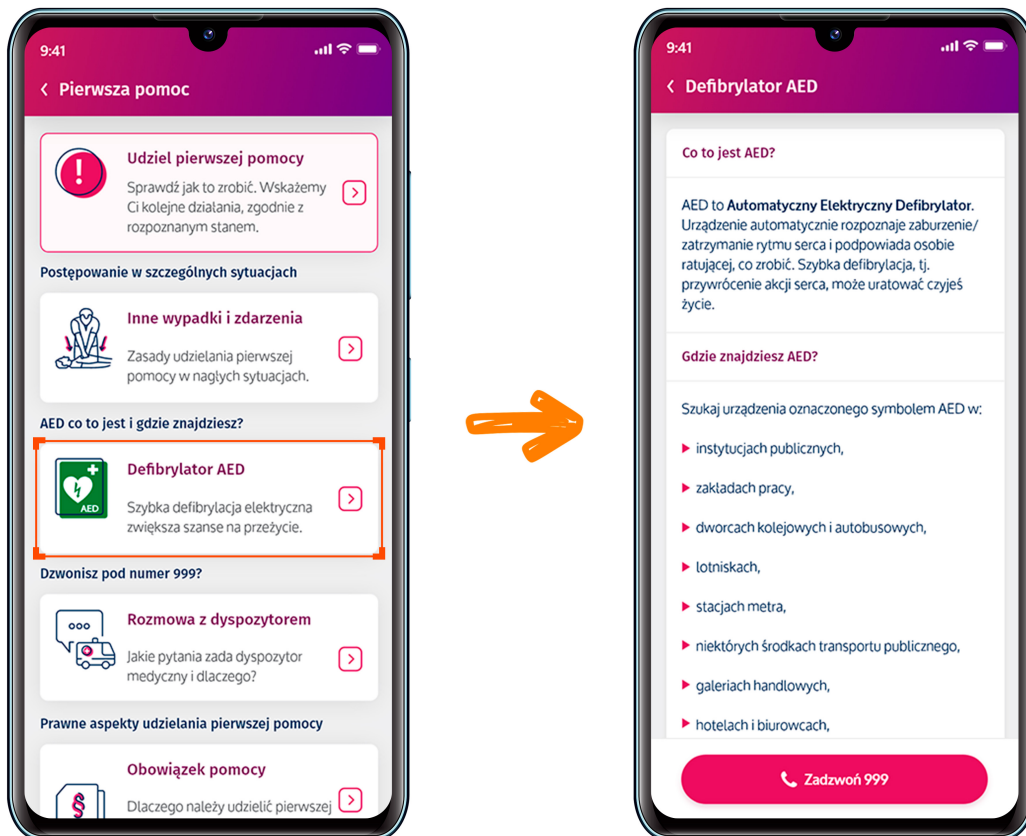 9:41
Pierwsza pomoc
Udziel pierwszej pomocy
Sprawdź jak to zrobić. Wskażemy
Ci kolejne działania, zgodnie z
rozpoznanym stanem.
Postępowanie w szczególnych sytuacjach
Inne wypadki i zdarzenia
Zasady udzielania pierwszej
pomocy w nagłych sytuacjach.
AED co to jest i gdzie znajdziesz?
AED
Defibrylator AED
Szybka defibrylacja elektryczna
zwiększa szanse na przeżycie.
Dzwonisz pod numer 999?
Rozmowa z dyspozytorem
Jakie pytania zada dyspozytor
medyczny i dlaczego?
Prawne aspekty udzielania pierwszej pomocy
§
Obowiązek pomocy
Dlaczego należy udzielić pierwszej
9:41
Defibrylator AED
Co to jest AED?
AED to Automatyczny Elektryczny Defibrylator.
Urządzenie automatycznie rozpoznaje zaburzenie/
zatrzymanie rytmu serca i podpowiada osobie
ratującej, co zrobić. Szybka defibrylacja, tj.
przywrócenie akcji serca, może uratować czyjeś
życie.
Gdzie znajdziesz AED?
Szukaj urządzenia oznaczonego symbolem AED w:
instytucjach publicznych,
zakładach pracy,
dworcach kolejowych i autobusowych,
lotniskach,
stacjach metra,
niektórych środkach transportu publicznego,
galeriach handlowych,
hotelach i biurowcach,
Zadzwoń 999